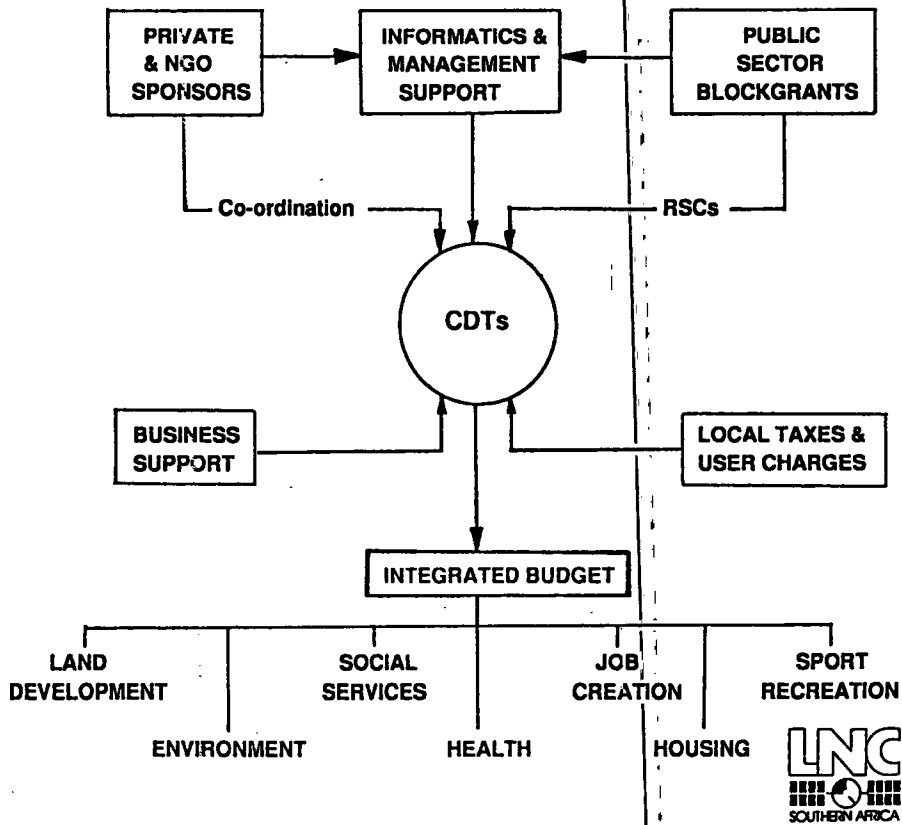 PRIVATE
& NGO
SPONSORS
INFORMATICS &
MANAGEMENT
SUPPORT
PUBLIC
SECTOR
BLOCKGRANTS
Co-ordination
RSCs
CDTs
BUSINESS
SUPPORT
LOCAL TAXES &
USER CHARGES
INTEGRATED BUDGET
LAND
DEVELOPMENT
SOCIAL
SERVICES
JOB
CREATION
SPORT
RECREATION
ENVIRONMENT
HEALTH
HOUSING
LNC
SOUTHERN AFRICA